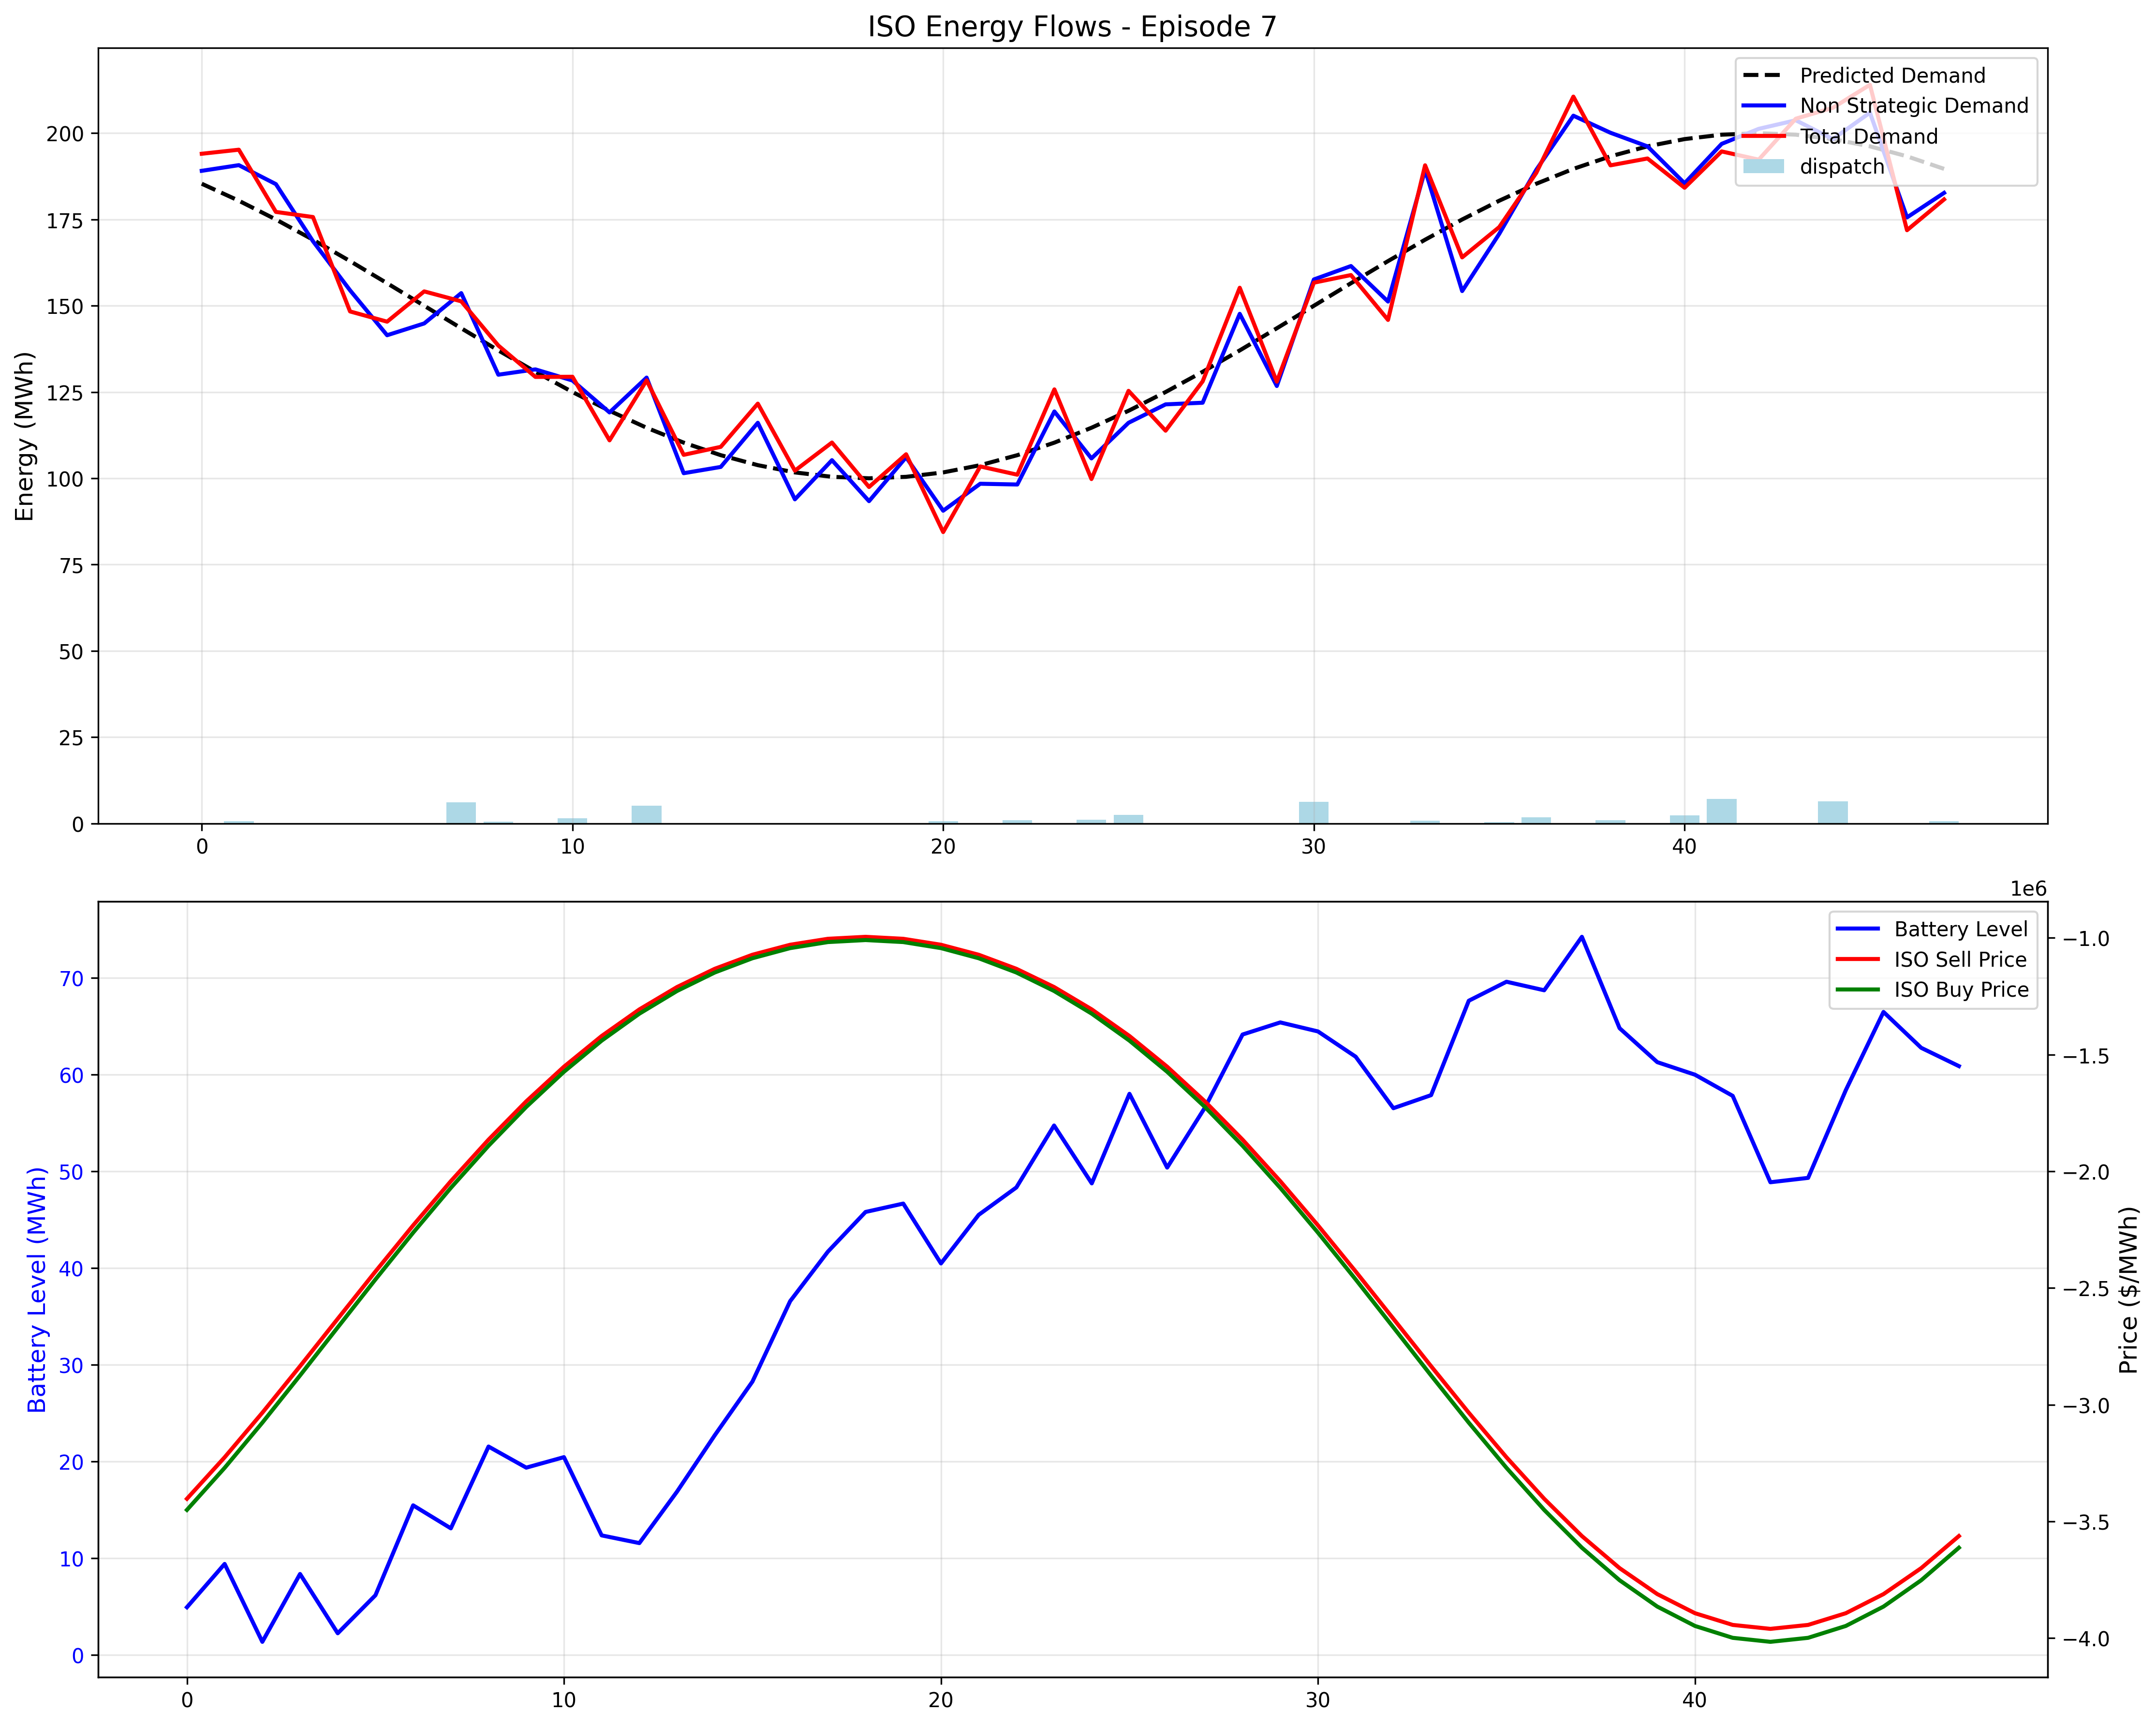 ISO Energy Flows - Episode 7
Energy (MWh)
200
175
150
125
100
75
50
25
0
0 10 20 30 40
Predicted Demand
Non Strategic Demand
Total Demand
dispatch
1e6
Battery Level (MWh)
70
60
50
40
30
20
10
0
0 10 20 30 40
Battery Level
ISO Sell Price
ISO Buy Price
−1.0
−1.5
−2.0
−2.5
−3.0
−3.5
−4.0
Price ($/MWh)